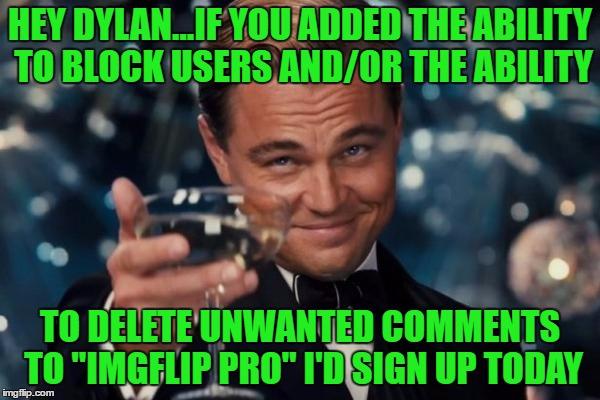 HEY DYLAN...IF YOU ADDED THE ABILITY
TO BLOCK USERS AND/OR THE ABILITY
TO DELETE UNWANTED COMMENTS
TO "IMGFLIP PRO" I'D SIGN UP TODAY
imgflip.com